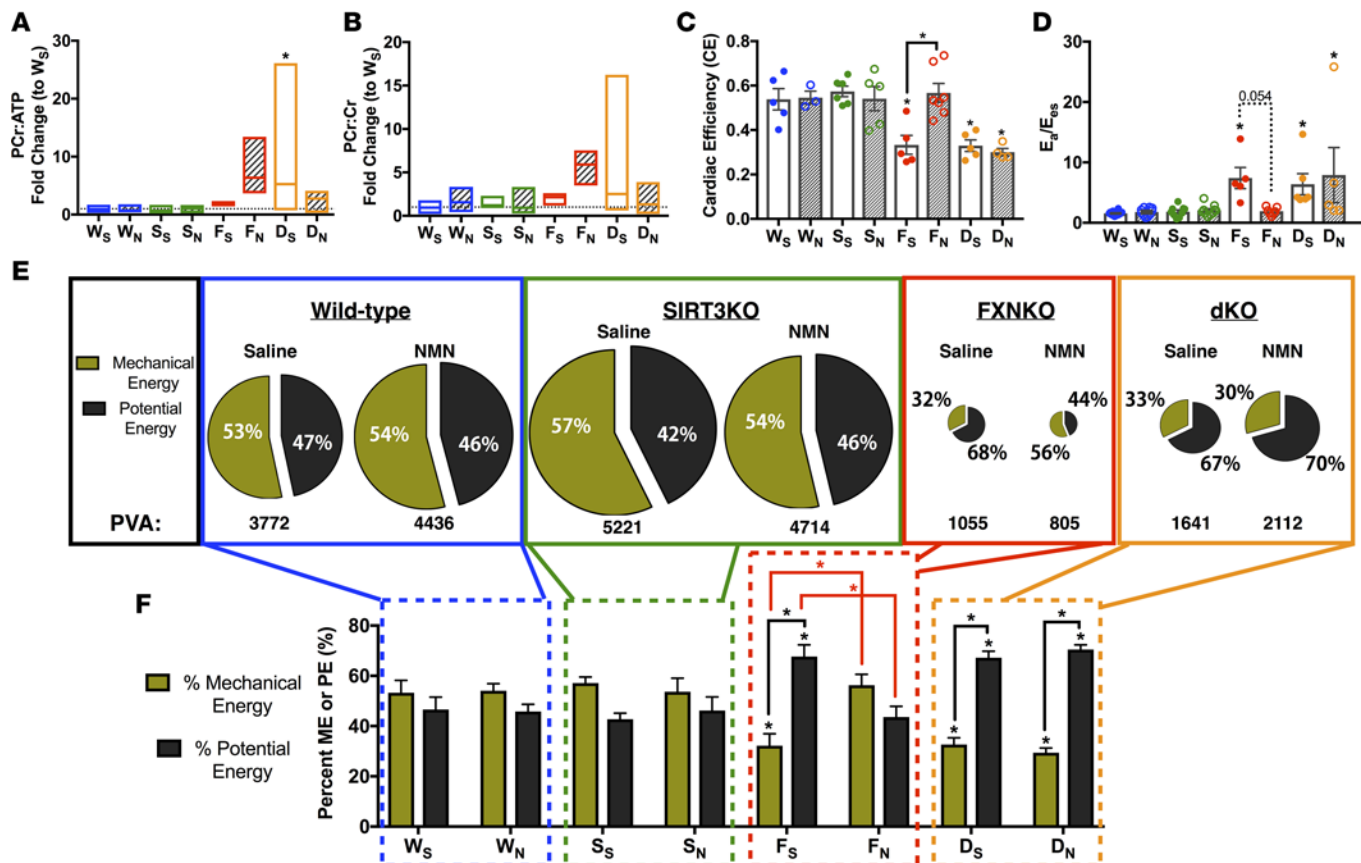 A
PCr:ATP
Fold Change (to WS)
30
20
10
0
*
WS WN SS SN FS FN DS DN
B
PCr:Cr
Fold Change (to WS)
20
15
10
5
0
WS WN SS SN FS FN DS DN
C
Cardiac Efficiency (CE)
0.8
0.6
0.4
0.2
0.0
*
* * *
WS WN SS SN FS FN DS DN
D
Ea/Ees
30
20
10
0
0.054
* * *
WS WN SS SN FS FN DS DN
E
Mechanical
Energy
Potential
Energy
PVA:
Wild-type
Saline NMN
53% 47% 54% 46%
3772 4436
SIRT3KO
Saline NMN
57% 42% 54% 46%
5221 4714
FXNKO
Saline NMN
32% 44%
68% 56%
1055 805
dKO
Saline NMN
33% 30%
67% 70%
1641 2112
F
% Mechanical
Energy
% Potential
Energy
Percent ME or PE (%)
80
60
40
20
0
* *
* * *
* * *
* * *
WS WN SS SN FS FN DS DN